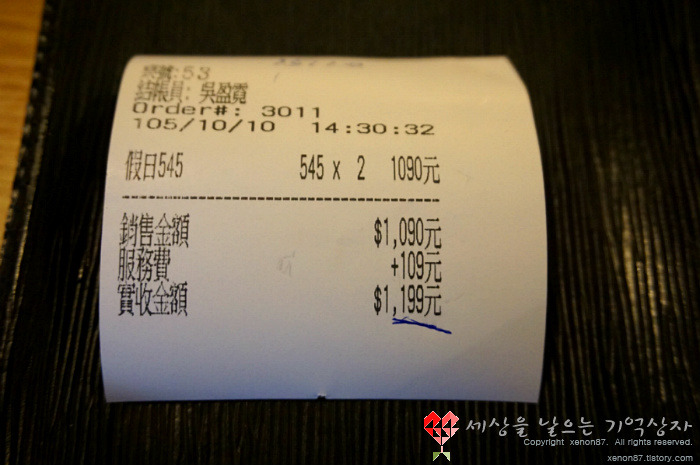 桌號:53
結帳員: 吳盈霓
Order#: 3011
105/10/10 14:30:32
假日545 545 x 2 1090元
銷售金額 $1,090元
服務費 +109元
實收金額 $1,199元
세상을 날으는 기억상자
Copyright xenon87. All rights reserved.
xenon87.tistory.com